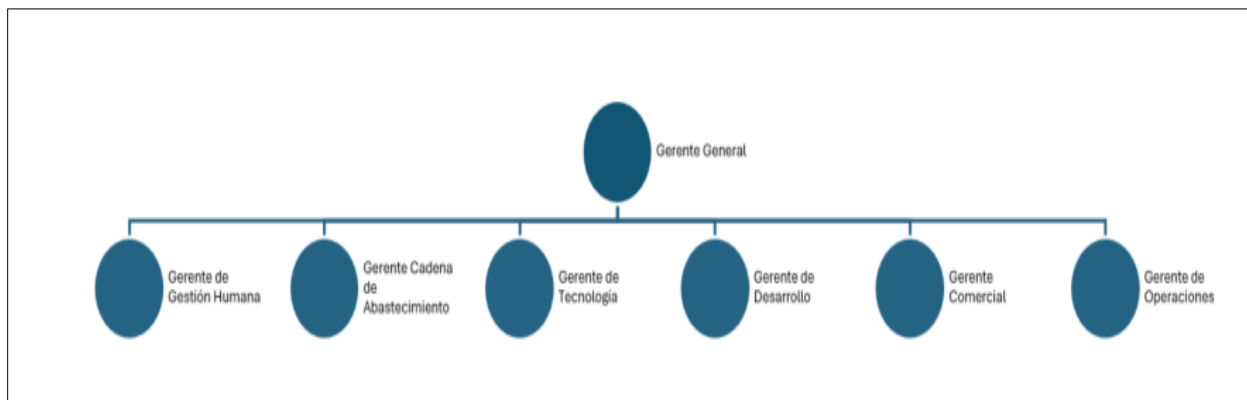 Gerente General
Gerente de
Gestión Humana
Gerente Cadena
de
Abastecimiento
Gerente de
Tecnología
Gerente de
Desarrollo
Gerente
Comercial
Gerente de
Operaciones